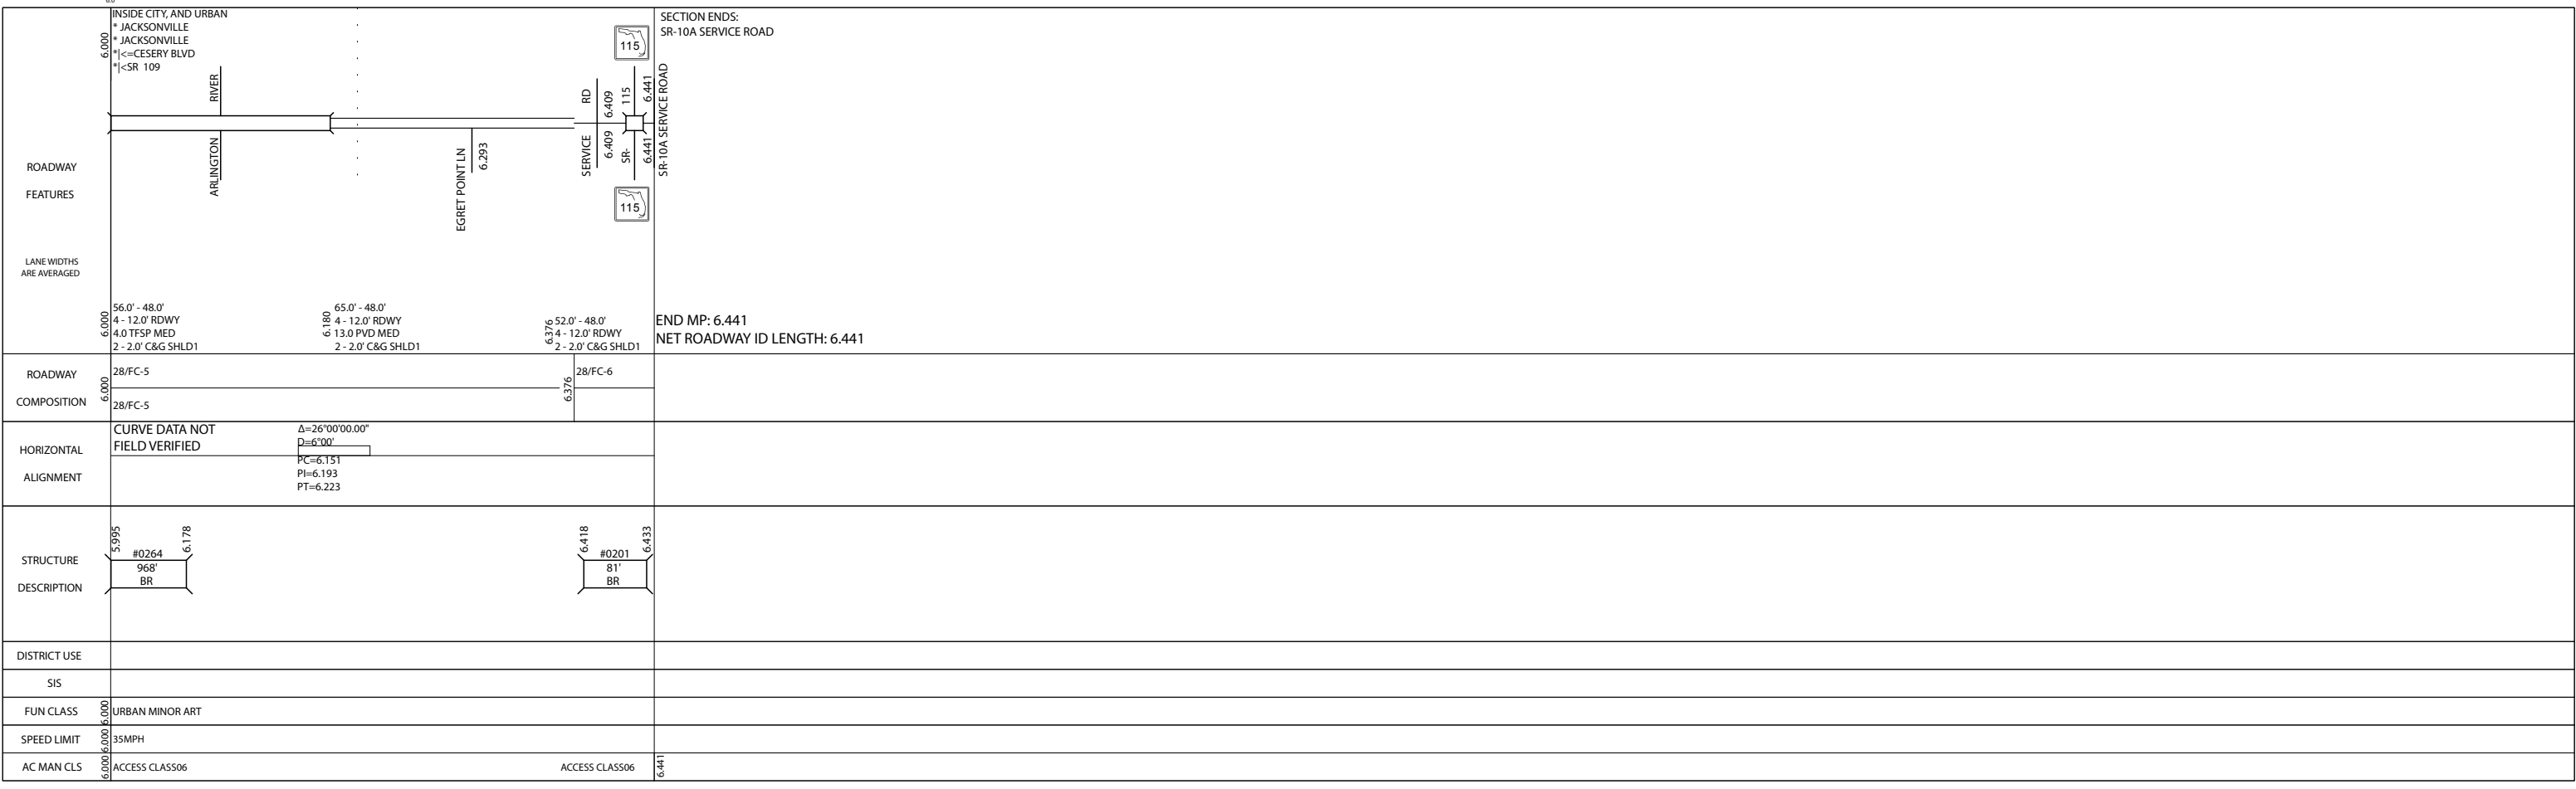 INSIDE CITY, AND URBAN
* JACKSONVILLE
* JACKSONVILLE
*|<=CESERY BLVD
*|<SR 109
6.000
SECTION ENDS:
SR-10A SERVICE ROAD
ROADWAY
FEATURES
LANE WIDTHS
ARE AVERAGED
RIVER
ARLINGTON
EGRET POINT LN
6.293
RD
SERVICE
6.409
6.409
115
115
SR-
115
6.441
6.441
SR-10A SERVICE ROAD
6.000
56.0' - 48.0'
4 - 12.0' RDWY
4.0 TFSP MED
2 - 2.0' C&G SHLD1
6.180
65.0' - 48.0'
4 - 12.0' RDWY
13.0 PVD MED
2 - 2.0' C&G SHLD1
6.376
52.0' - 48.0'
4 - 12.0' RDWY
2 - 2.0' C&G SHLD1
END MP: 6.441
NET ROADWAY ID LENGTH: 6.441
ROADWAY
COMPOSITION
6.000
28/FC-5
28/FC-5
6.376
28/FC-6
HORIZONTAL
ALIGNMENT
CURVE DATA NOT
FIELD VERIFIED
Δ=26°00'00.00"
D=6°00'
PC=6.151
PI=6.193
PT=6.223
STRUCTURE
DESCRIPTION
5.995
6.178
#0264
968'
BR
6.418
6.433
#0201
81'
BR
DISTRICT USE
SIS
FUN CLASS
6.000
URBAN MINOR ART
SPEED LIMIT
6.000
35MPH
AC MAN CLS
6.000
ACCESS CLASS06
ACCESS CLASS06
6.441